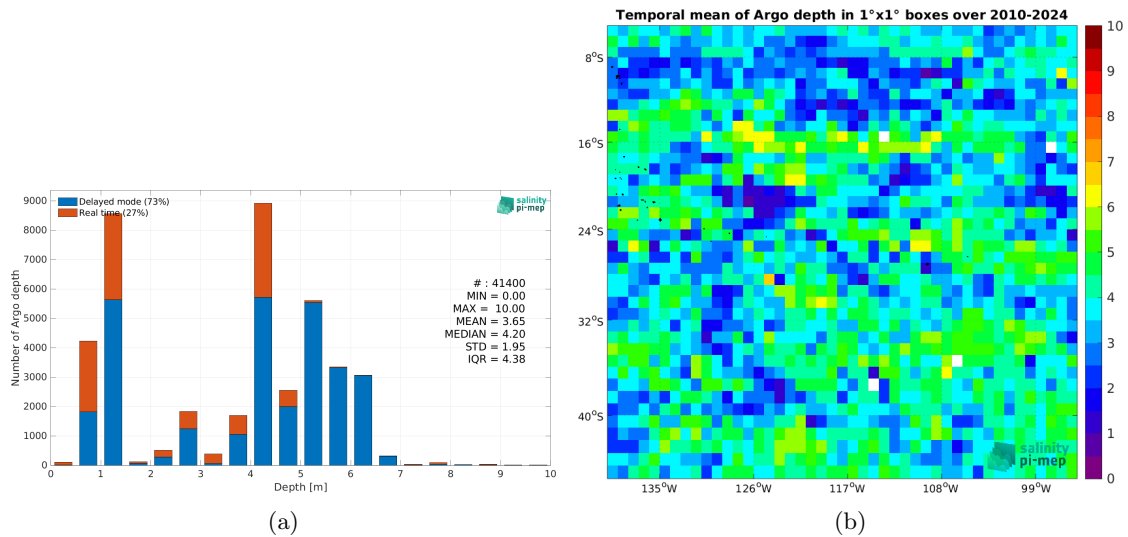 Delayed mode (73%)
Real time (27%)
salinity
pi-mep
# : 41400
MIN = 0.00
MAX = 10.00
MEAN = 3.65
MEDIAN = 4.20
STD = 1.95
IQR = 4.38
Number of Argo depth
9000
8000
7000
6000
5000
4000
3000
2000
1000
0
0 1 2 3 4 5 6 7 8 9 10
Depth [m]
(a)
Temporal mean of Argo depth in 1°x1° boxes over 2010-2024
8°S
16°S
24°S
32°S
40°S
135°W 126°W 117°W 108°W 99°W
salinity
pi-mep
10
9
8
7
6
5
4
3
2
1
0
(b)